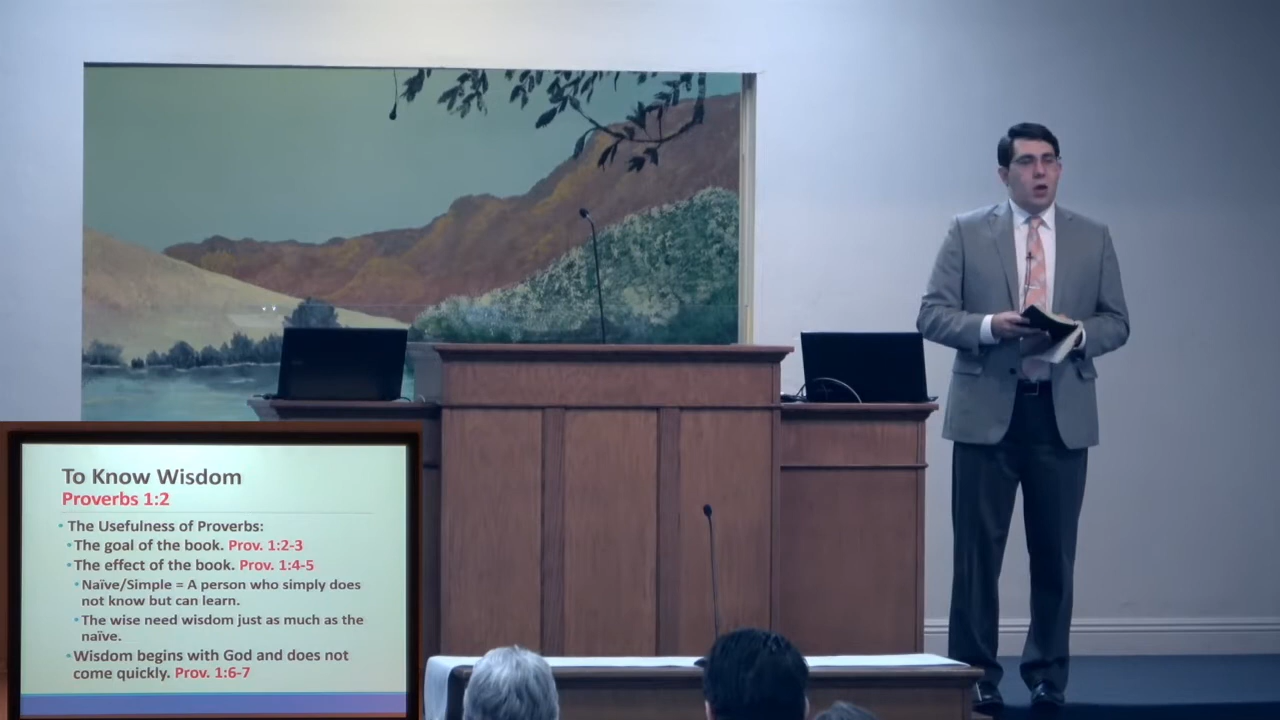 To Know Wisdom
Proverbs 1:2
• The Usefulness of Proverbs:
• The goal of the book. Prov. 1:2-3
• The effect of the book. Prov. 1:4-5
• Naïve/Simple = A person who simply does
not know but can learn.
• The wise need wisdom just as much as the
naïve.
• Wisdom begins with God and does not
come quickly. Prov. 1:6-7